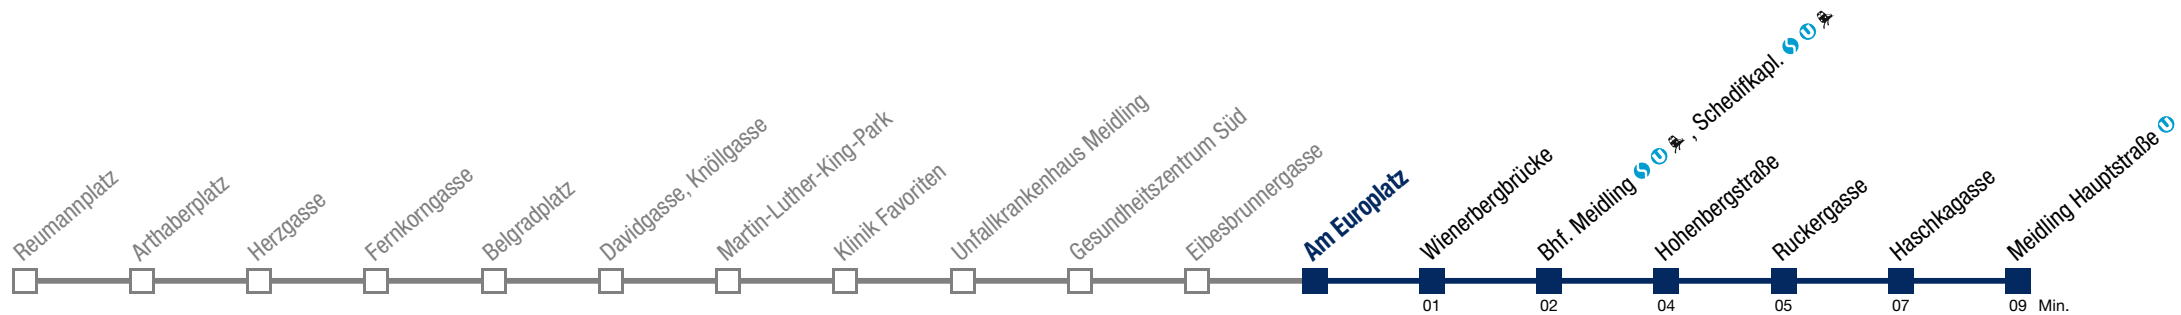 Reumannplatz
Arthaberplatz
Herzgasse
Fernkorngasse
Belgradplatz
Davidgasse, Knöllgasse
Martin-Luther-King-Park
Klinik Favoriten
Unfallkrankenhaus Meidling
Gesundheitszentrum Süd
Eibesbrunnergasse
Am Europlatz
Wienerbergbrücke
Bhf. Meidling S U , Schedifkapl. S U
Hohenbergstraße
Ruckergasse
Haschkagasse
Meidling Hauptstraße U
01 02 04 05 07 09 Min.